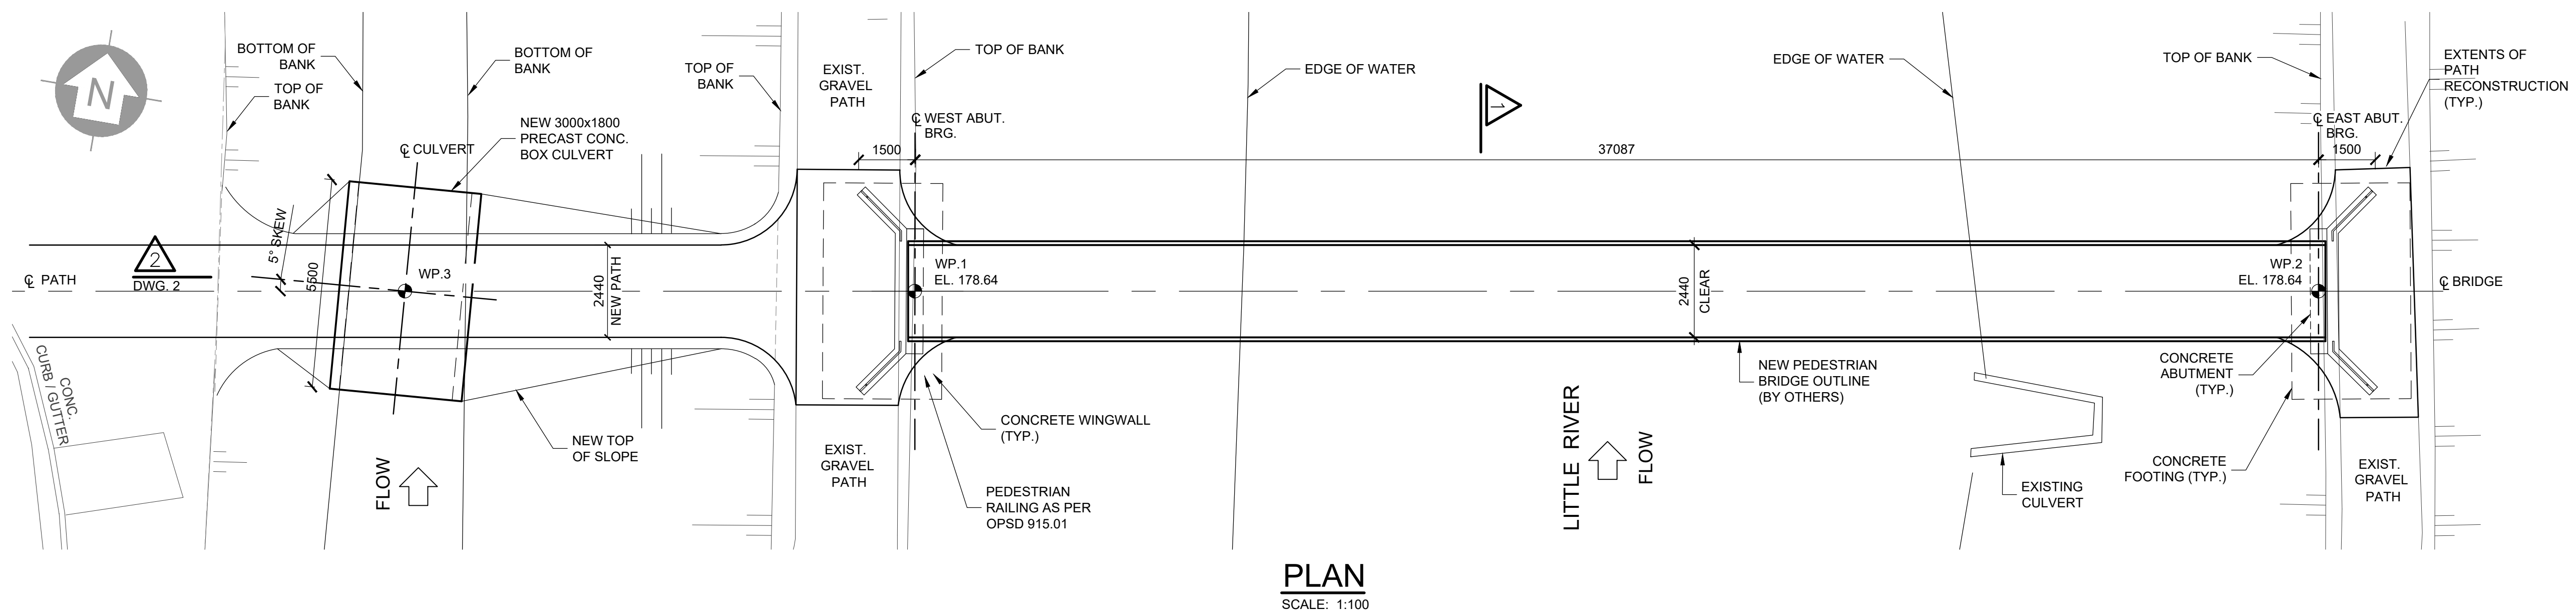 N
BOTTOM OF
BANK
TOP OF
BANK
BOTTOM OF
BANK
NEW 3000x1800
PRECAST CONC.
BOX CULVERT
℄ CULVERT
TOP OF
BANK
EXIST.
GRAVEL
PATH
TOP OF BANK
℄ WEST ABUT.
BRG.
1500
EDGE OF WATER
1
37087
EDGE OF WATER
TOP OF BANK
EXTENTS OF
PATH
RECONSTRUCTION
(TYP.)
℄ EAST ABUT.
BRG.
1500
5° SKEW
5500
℄ PATH
2
DWG. 2
WP.3
2440
NEW PATH
WP.1
EL. 178.64
2440
CLEAR
WP.2
EL. 178.64
℄ BRIDGE
CONC.
CURB / GUTTER
NEW TOP
OF SLOPE
FLOW
EXIST.
GRAVEL
PATH
CONCRETE WINGWALL
(TYP.)
PEDESTRIAN
RAILING AS PER
OPSD 915.01
LITTLE RIVER
FLOW
NEW PEDESTRIAN
BRIDGE OUTLINE
(BY OTHERS)
EXISTING
CULVERT
CONCRETE
ABUTMENT
(TYP.)
CONCRETE
FOOTING (TYP.)
EXIST.
GRAVEL
PATH
PLAN
SCALE: 1:100